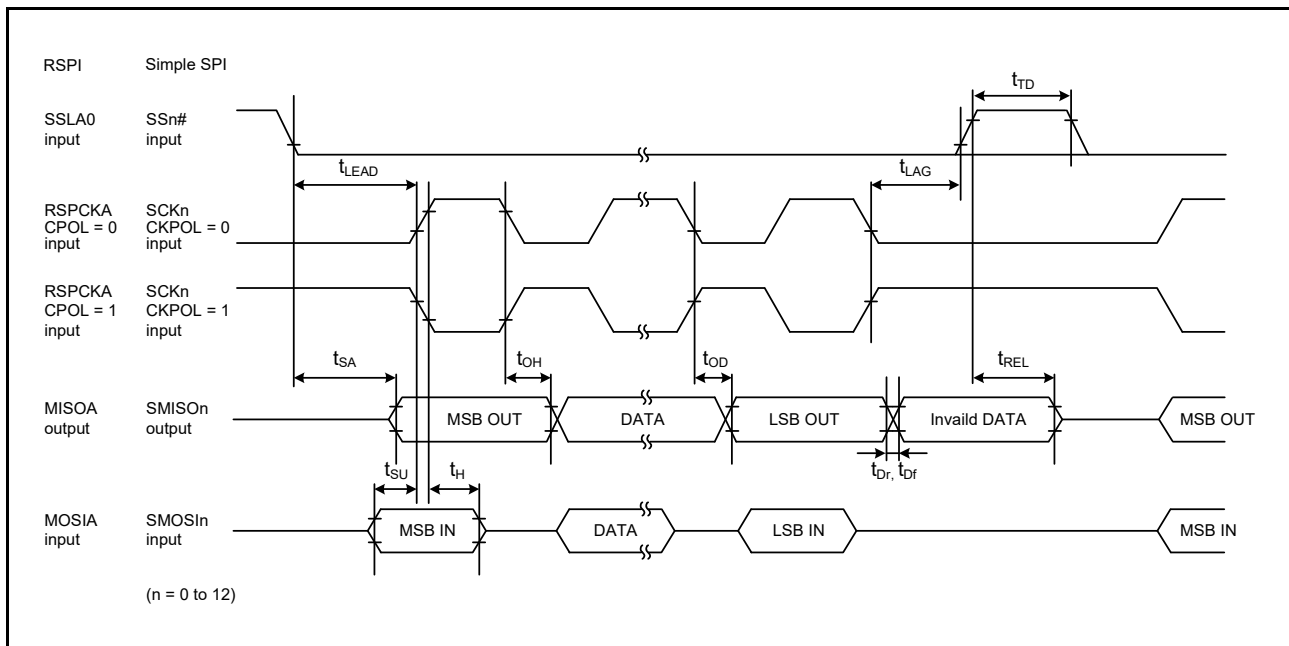 RSPI Simple SPI
tTD
SSLA0 SSn#
input input
tLEAD tLAG
RSPCKA SCKn
CPOL = 0 CKPOL = 0
input input
RSPCKA SCKn
CPOL = 1 CKPOL = 1
input input
tSA tOH tOD tREL
MISOA SMISOn MSB OUT DATA LSB OUT Invaild DATA MSB OUT
output output
tSU tH tDr, tDf
MOSIA SMOSIn MSB IN DATA LSB IN MSB IN
input input
(n = 0 to 12)